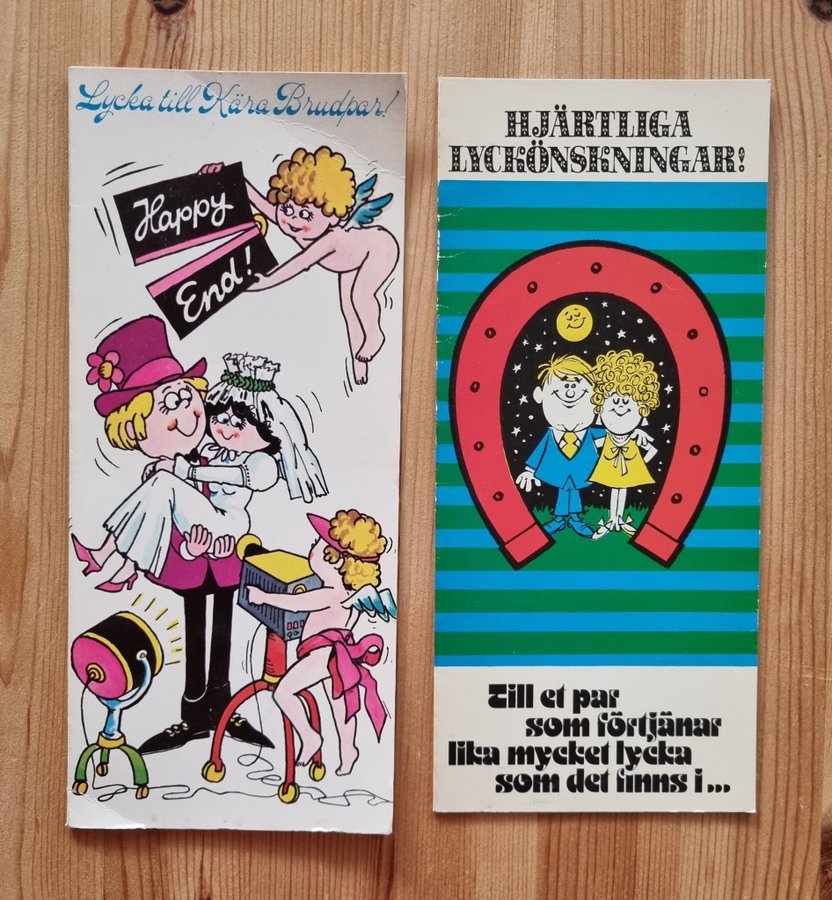 Lycka till Kära Brudpar!
Happy
End!
HJÄRTLIGA
LYCKÖNSKNINGAR!
Till et par
som förtjänar
lika mycket lycka
som det finns i...